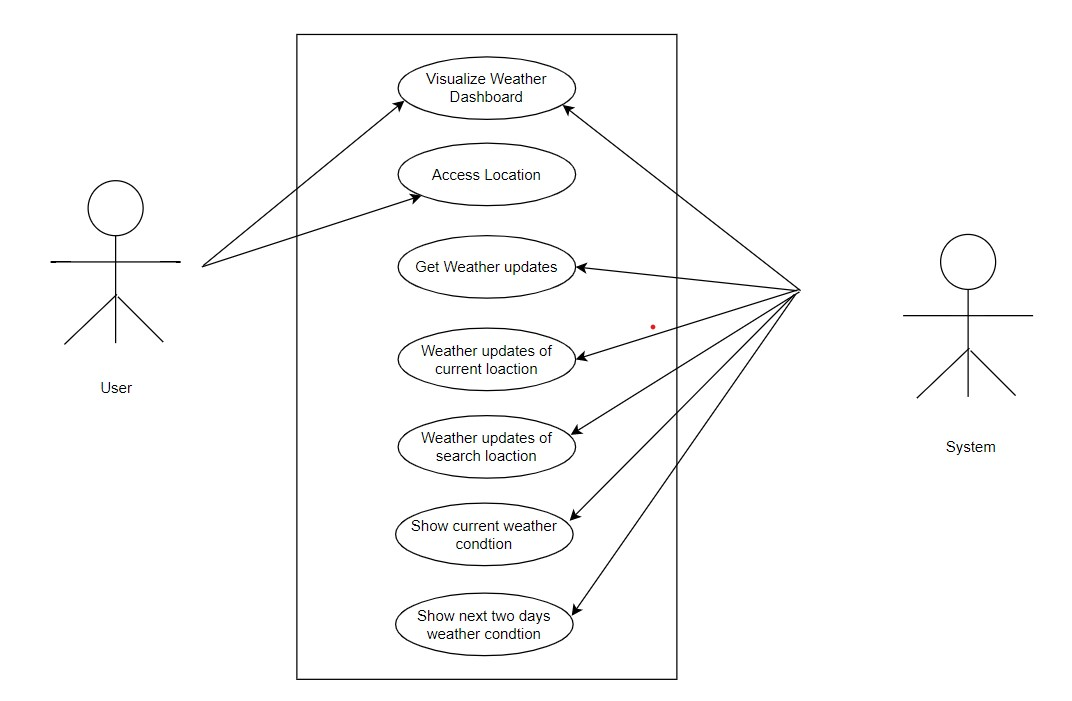 Visualize Weather
Dashboard
Access Location
Get Weather updates
Weather updates of
current loaction
Weather updates of
search loaction
Show current weather
condtion
Show next two days
weather condtion
User
System